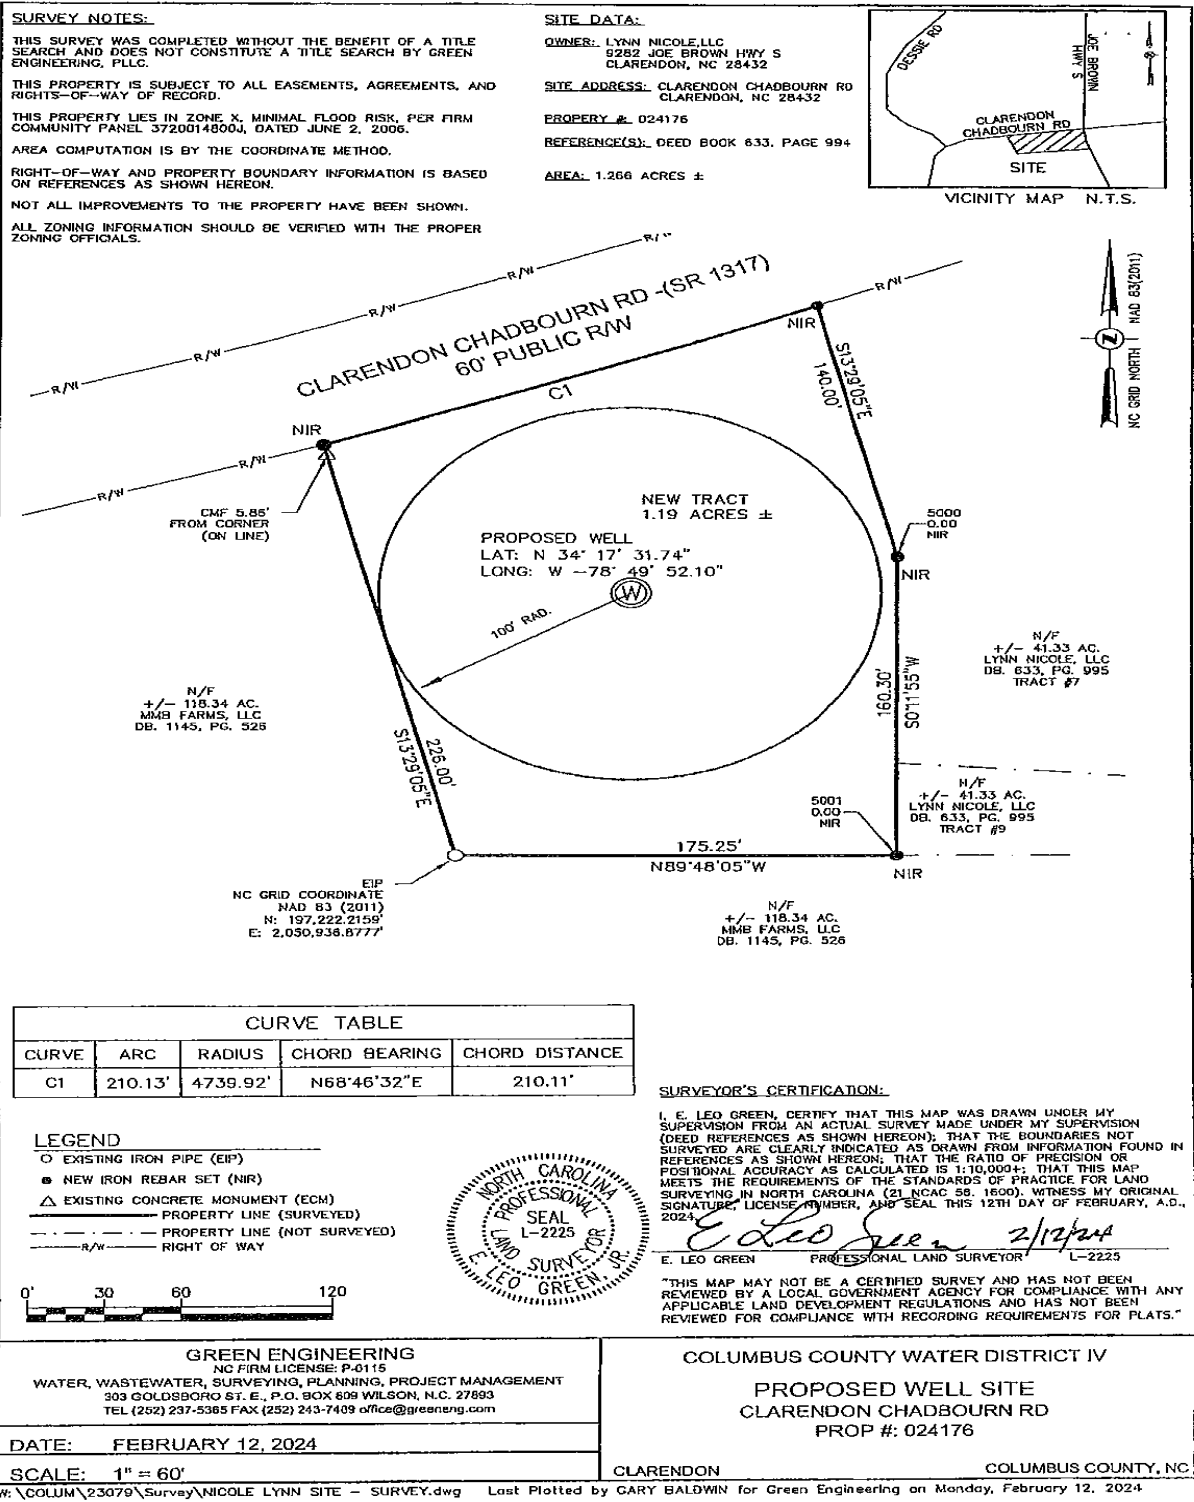 SURVEY NOTES:
THIS SURVEY WAS COMPLETED WITHOUT THE BENEFIT OF A TITLE
SEARCH AND DOES NOT CONSTITUTE A TITLE SEARCH BY GREEN
ENGINEERING, PLLC.
THIS PROPERTY IS SUBJECT TO ALL EASEMENTS, AGREEMENTS, AND
RIGHTS-OF-WAY OF RECORD.
THIS PROPERTY LIES IN ZONE X, MINIMAL FLOOD RISK, PER FIRM
COMMUNITY PANEL 3720014800J, DATED JUNE 2, 2006.
AREA COMPUTATION IS BY THE COORDINATE METHOD.
RIGHT-OF-WAY AND PROPERTY BOUNDARY INFORMATION IS BASED
ON REFERENCES AS SHOWN HEREON.
NOT ALL IMPROVEMENTS TO THE PROPERTY HAVE BEEN SHOWN.
ALL ZONING INFORMATION SHOULD BE VERIFIED WITH THE PROPER
ZONING OFFICIALS.
SITE DATA:
OWNER: LYNN NICOLE,LLC
9282 JOE BROWN HWY S
CLARENDON, NC 28432
SITE ADDRESS: CLARENDON CHADBOURN RD
CLARENDON, NC 28432
PROPERTY #: 024176
REFERENCE(S): DEED BOOK 633, PAGE 994
AREA: 1.266 ACRES ±
DESSIE RD
JOE BROWN
HWY S
CLARENDON
CHADBOURN RD
SITE
VICINITY MAP N.T.S.
R/W
R/W
R/W
R/W
R/W
CLARENDON CHADBOURN RD -(SR 1317)
60' PUBLIC R/W
R/W
NC GRID NORTH NAD 83(2011)
Z
NIR
C1
NIR
S13°29'05"E
140.00'
R/W
R/W
CMF 5.86'
FROM CORNER
(ON LINE)
NEW TRACT
1.19 ACRES ±
PROPOSED WELL
LAT: N 34° 17' 31.74"
LONG: W -78° 49' 52.10"
W
100' RAD.
5000
0.00
NIR
NIR
N/F
+/- 41.33 AC.
LYNN NICOLE, LLC
DB. 633, PG. 995
TRACT #7
160.30'
S0°11'55"W
N/F
+/- 118.34 AC.
MMB FARMS, LLC
DB. 1145, PG. 526
226.00'
S13°29'05"E
N/F
+/- 41.33 AC.
LYNN NICOLE, LLC
DB. 633, PG. 995
TRACT #9
5001
0.00
NIR
175.25'
N89°48'05"W
NIR
EIP
NC GRID COORDINATE
NAD 83 (2011)
N: 197,222.2159'
E: 2,050,936.8777'
N/F
+/- 118.34 AC.
MMB FARMS, LLC
DB. 1145, PG. 526
CURVE TABLE
CURVE ARC RADIUS CHORD BEARING CHORD DISTANCE
C1 210.13' 4739.92' N68°46'32"E 210.11'
LEGEND
EXISTING IRON PIPE (EIP)
NEW IRON REBAR SET (NIR)
EXISTING CONCRETE MONUMENT (ECM)
PROPERTY LINE (SURVEYED)
PROPERTY LINE (NOT SURVEYED)
R/W RIGHT OF WAY
0' 30 60 120
NORTH CAROLINA
PROFESSIONAL
SEAL
L-2225
LAND SURVEYOR
E. LEO GREEN, JR.
SURVEYOR'S CERTIFICATION:
I, E. LEO GREEN, CERTIFY THAT THIS MAP WAS DRAWN UNDER MY
SUPERVISION FROM AN ACTUAL SURVEY MADE UNDER MY SUPERVISION
(DEED REFERENCES AS SHOWN HEREON); THAT THE BOUNDARIES NOT
SURVEYED ARE CLEARLY INDICATED AS DRAWN FROM INFORMATION FOUND IN
REFERENCES AS SHOWN HEREON; THAT THE RATIO OF PRECISION OR
POSITIONAL ACCURACY AS CALCULATED IS 1:10,000+; THAT THIS MAP
MEETS THE REQUIREMENTS OF THE STANDARDS OF PRACTICE FOR LAND
SURVEYING IN NORTH CAROLINA (21 NCAC 56. 1600). WITNESS MY ORIGINAL
SIGNATURE, LICENSE NUMBER, AND SEAL THIS 12TH DAY OF FEBRUARY, A.D.,
2024.
E Leo Green 2/12/24
E. LEO GREEN PROFESSIONAL LAND SURVEYOR L-2225
"THIS MAP MAY NOT BE A CERTIFIED SURVEY AND HAS NOT BEEN
REVIEWED BY A LOCAL GOVERNMENT AGENCY FOR COMPLIANCE WITH ANY
APPLICABLE LAND DEVELOPMENT REGULATIONS AND HAS NOT BEEN
REVIEWED FOR COMPLIANCE WITH RECORDING REQUIREMENTS FOR PLATS."
GREEN ENGINEERING
NC FIRM LICENSE: P-0115
WATER, WASTEWATER, SURVEYING, PLANNING, PROJECT MANAGEMENT
303 GOLDSBORO ST. E., P.O. BOX 609 WILSON, N.C. 27893
TEL (252) 237-5365 FAX (252) 243-7489 office@greeneng.com
DATE: FEBRUARY 12, 2024
SCALE: 1" = 60'
COLUMBUS COUNTY WATER DISTRICT IV
PROPOSED WELL SITE
CLARENDON CHADBOURN RD
PROP #: 024176
CLARENDON COLUMBUS COUNTY, NC
W:\COLUM\23079\Survey\NICOLE LYNN SITE - SURVEY.dwg Last Plotted by GARY BALDWIN for Green Engineering on Monday, February 12, 2024